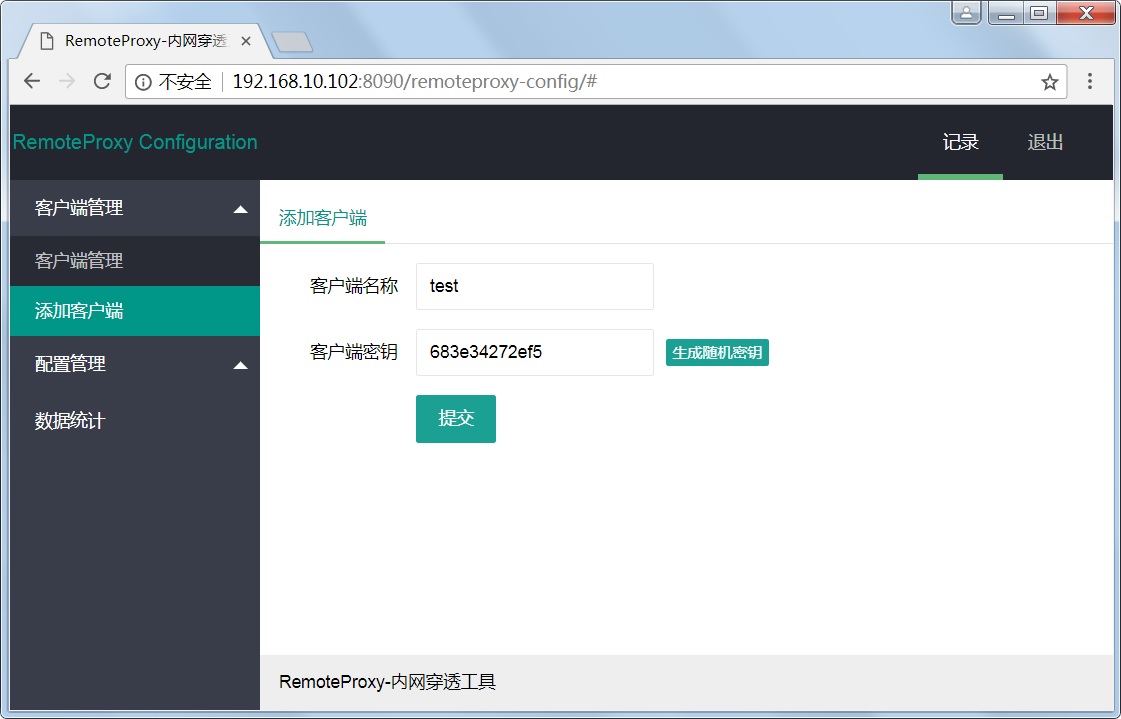 RemoteProxy-内网穿透
不安全 192.168.10.102:8090/remoteproxy-config/#
RemoteProxy Configuration
记录 退出
客户端管理
客户端管理
添加客户端
配置管理
数据统计
添加客户端
客户端名称 test
客户端密钥 683e34272ef5 生成随机密钥
提交
RemoteProxy-内网穿透工具